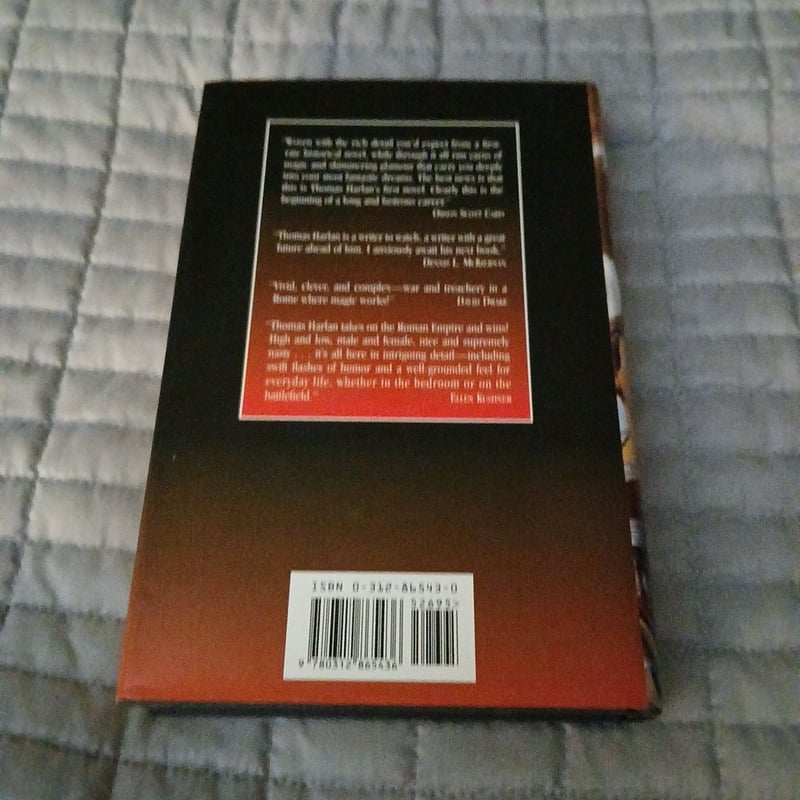 "Woven with the rich detail you'd expect from a first-
rate historical novel, while through it all run yarns of
magic and shimmering glamour that carry you deeply
into your most fantastic dreams. The best news is that
this is Thomas Harlan's first novel. Clearly this is the
beginning of a long and lustrous career."
ORSON SCOTT CARD
"Thomas Harlan is a writer to watch, a writer with a great
future ahead of him. I anxiously await his next book."
DENNIS L. MCKIERNAN
"Vivid, clever, and complex—war and treachery in a
Rome where magic works!" DAVID DRAKE
"Thomas Harlan takes on the Roman Empire and wins!
High and low, male and female, nice and supremely
nasty . . . it's all here in intriguing detail—including
swift flashes of humor and a well grounded feel for
everyday life, whether in the bedroom or on the
battlefield." ELLEN KUSHNER
ISBN 0-312-86543-0
52695>
9 780312 865436